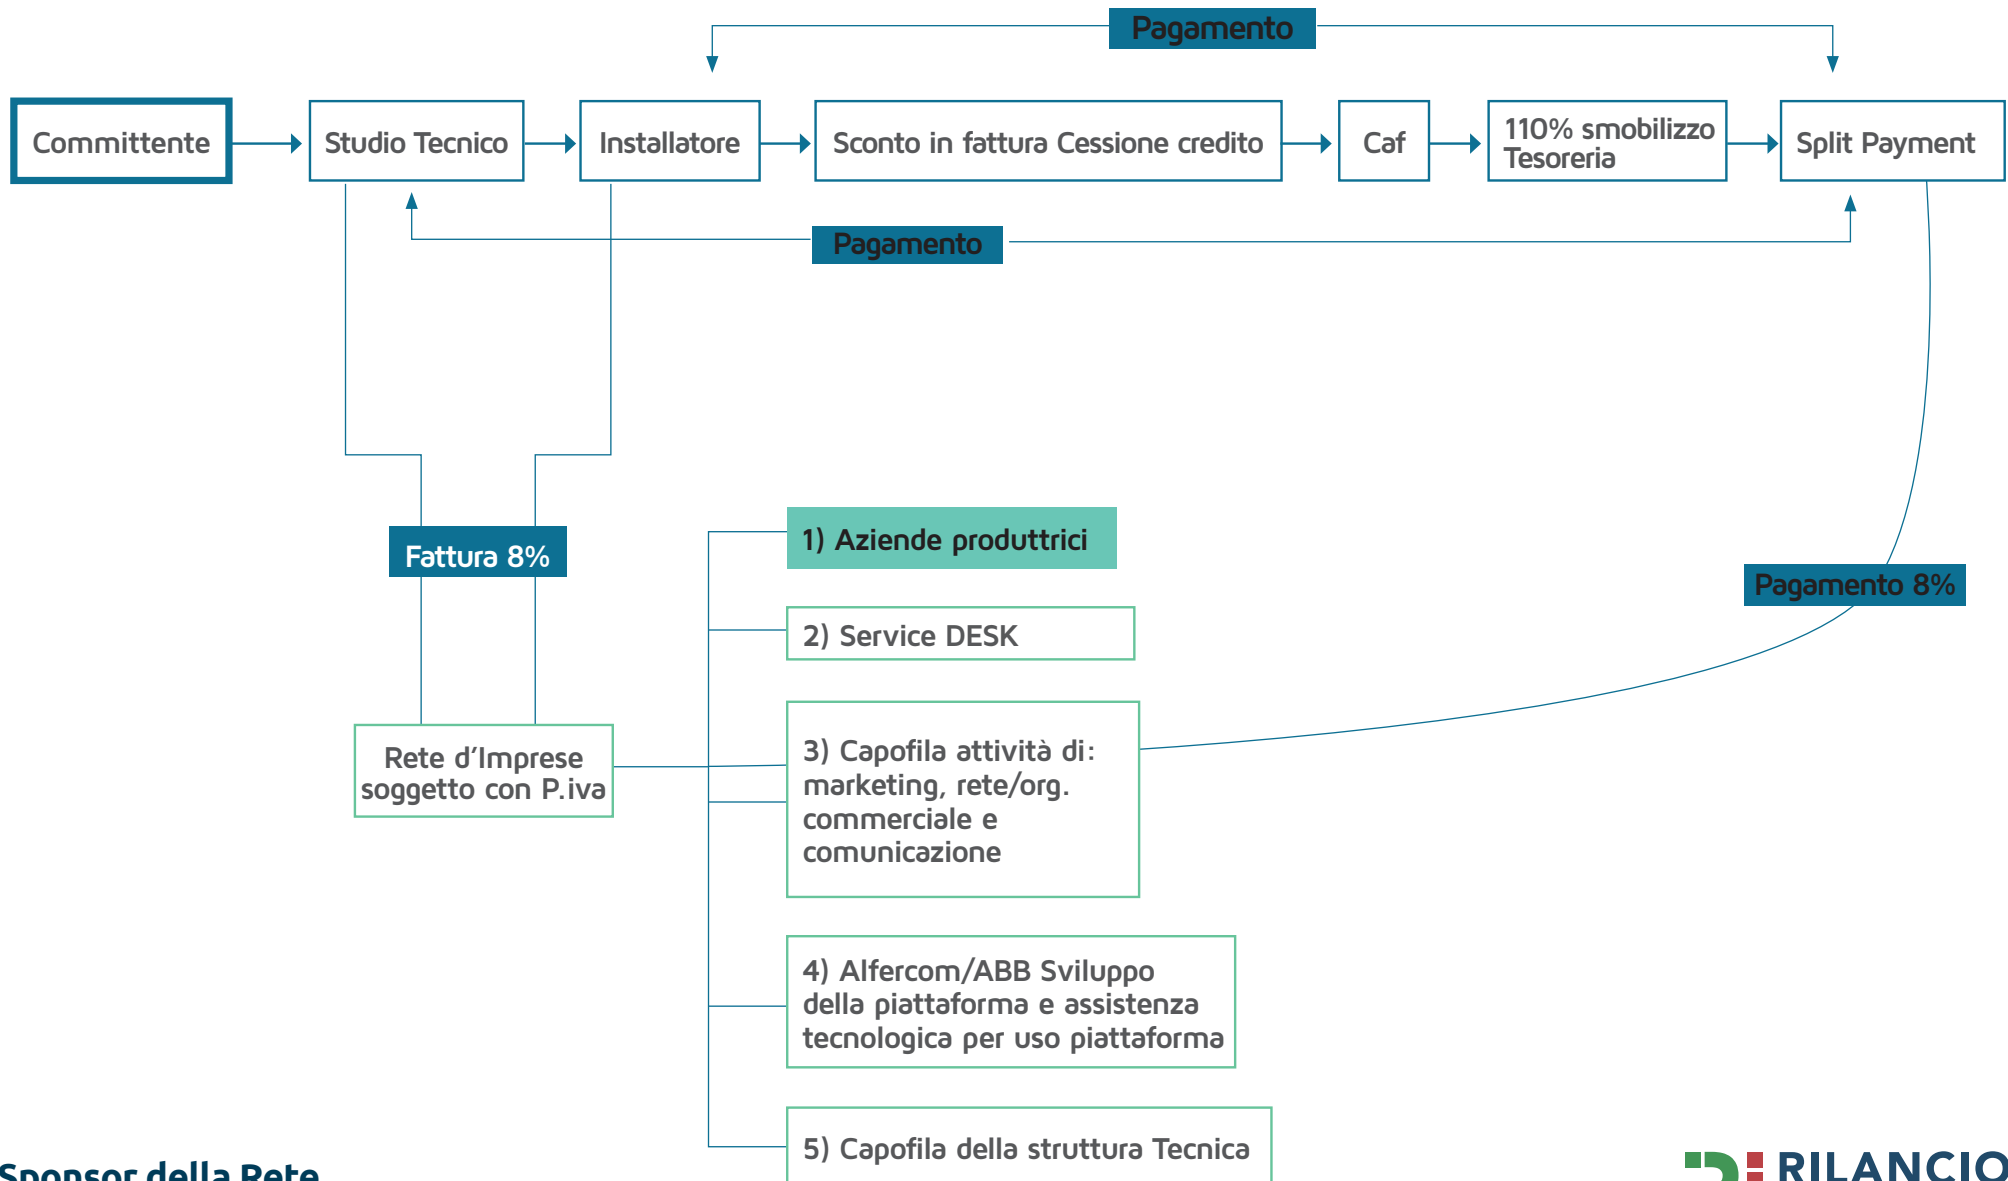 Pagamento
Committente
Studio Tecnico
Installatore
Sconto in fattura Cessione credito
Caf
110% smobilizzo
Tesoreria
Split Payment
Pagamento
Fattura 8%
1) Aziende produttrici
Pagamento 8%
2) Service DESK
Rete d’Imprese
soggetto con P.iva
3) Capofila attività di:
marketing, rete/org.
commerciale e
comunicazione
4) Alfercom/ABB Sviluppo
della piattaforma e assistenza
tecnologica per uso piattaforma
5) Capofila della struttura Tecnica
Sponsor della Rete
RILANCIO